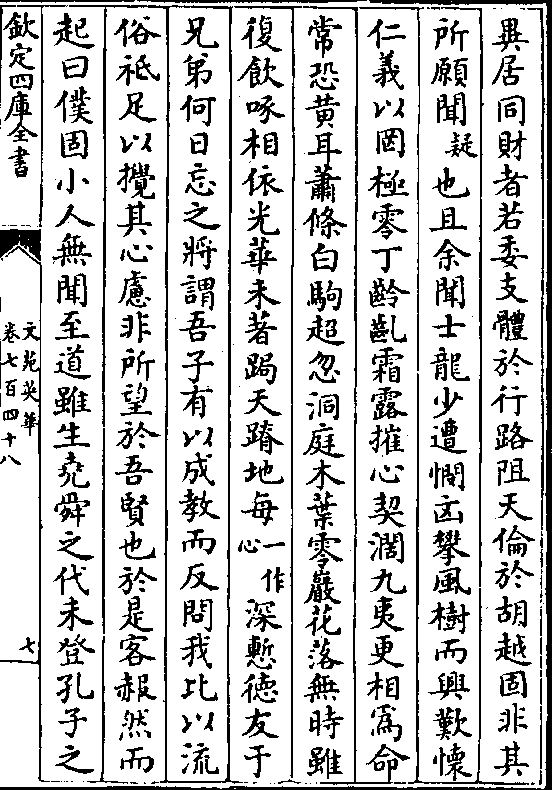 異居同財者若委支體於行路阻天倫於胡越固非其
所願聞疑也且余聞士龍少遭憫凶攀風樹而興歎懷
仁義以罔極零丁齠齔霜露摧心契濶九夷更相為命
常恐黄耳蕭條白駒超忽洞庭木葉零巖花落無時雖
復飲啄相依光華未著跼天蹐地每一作心深慙德友于
兄弟何日忘之將謂吾子有以成教而反問我比以流
俗祇足以攪其心慮非所望於吾賢也於是客赧然而
起曰僕固小人無聞至道雖生堯舜之代未登孔子之
欽定四庫全書
文苑英華
卷七百四十八
七